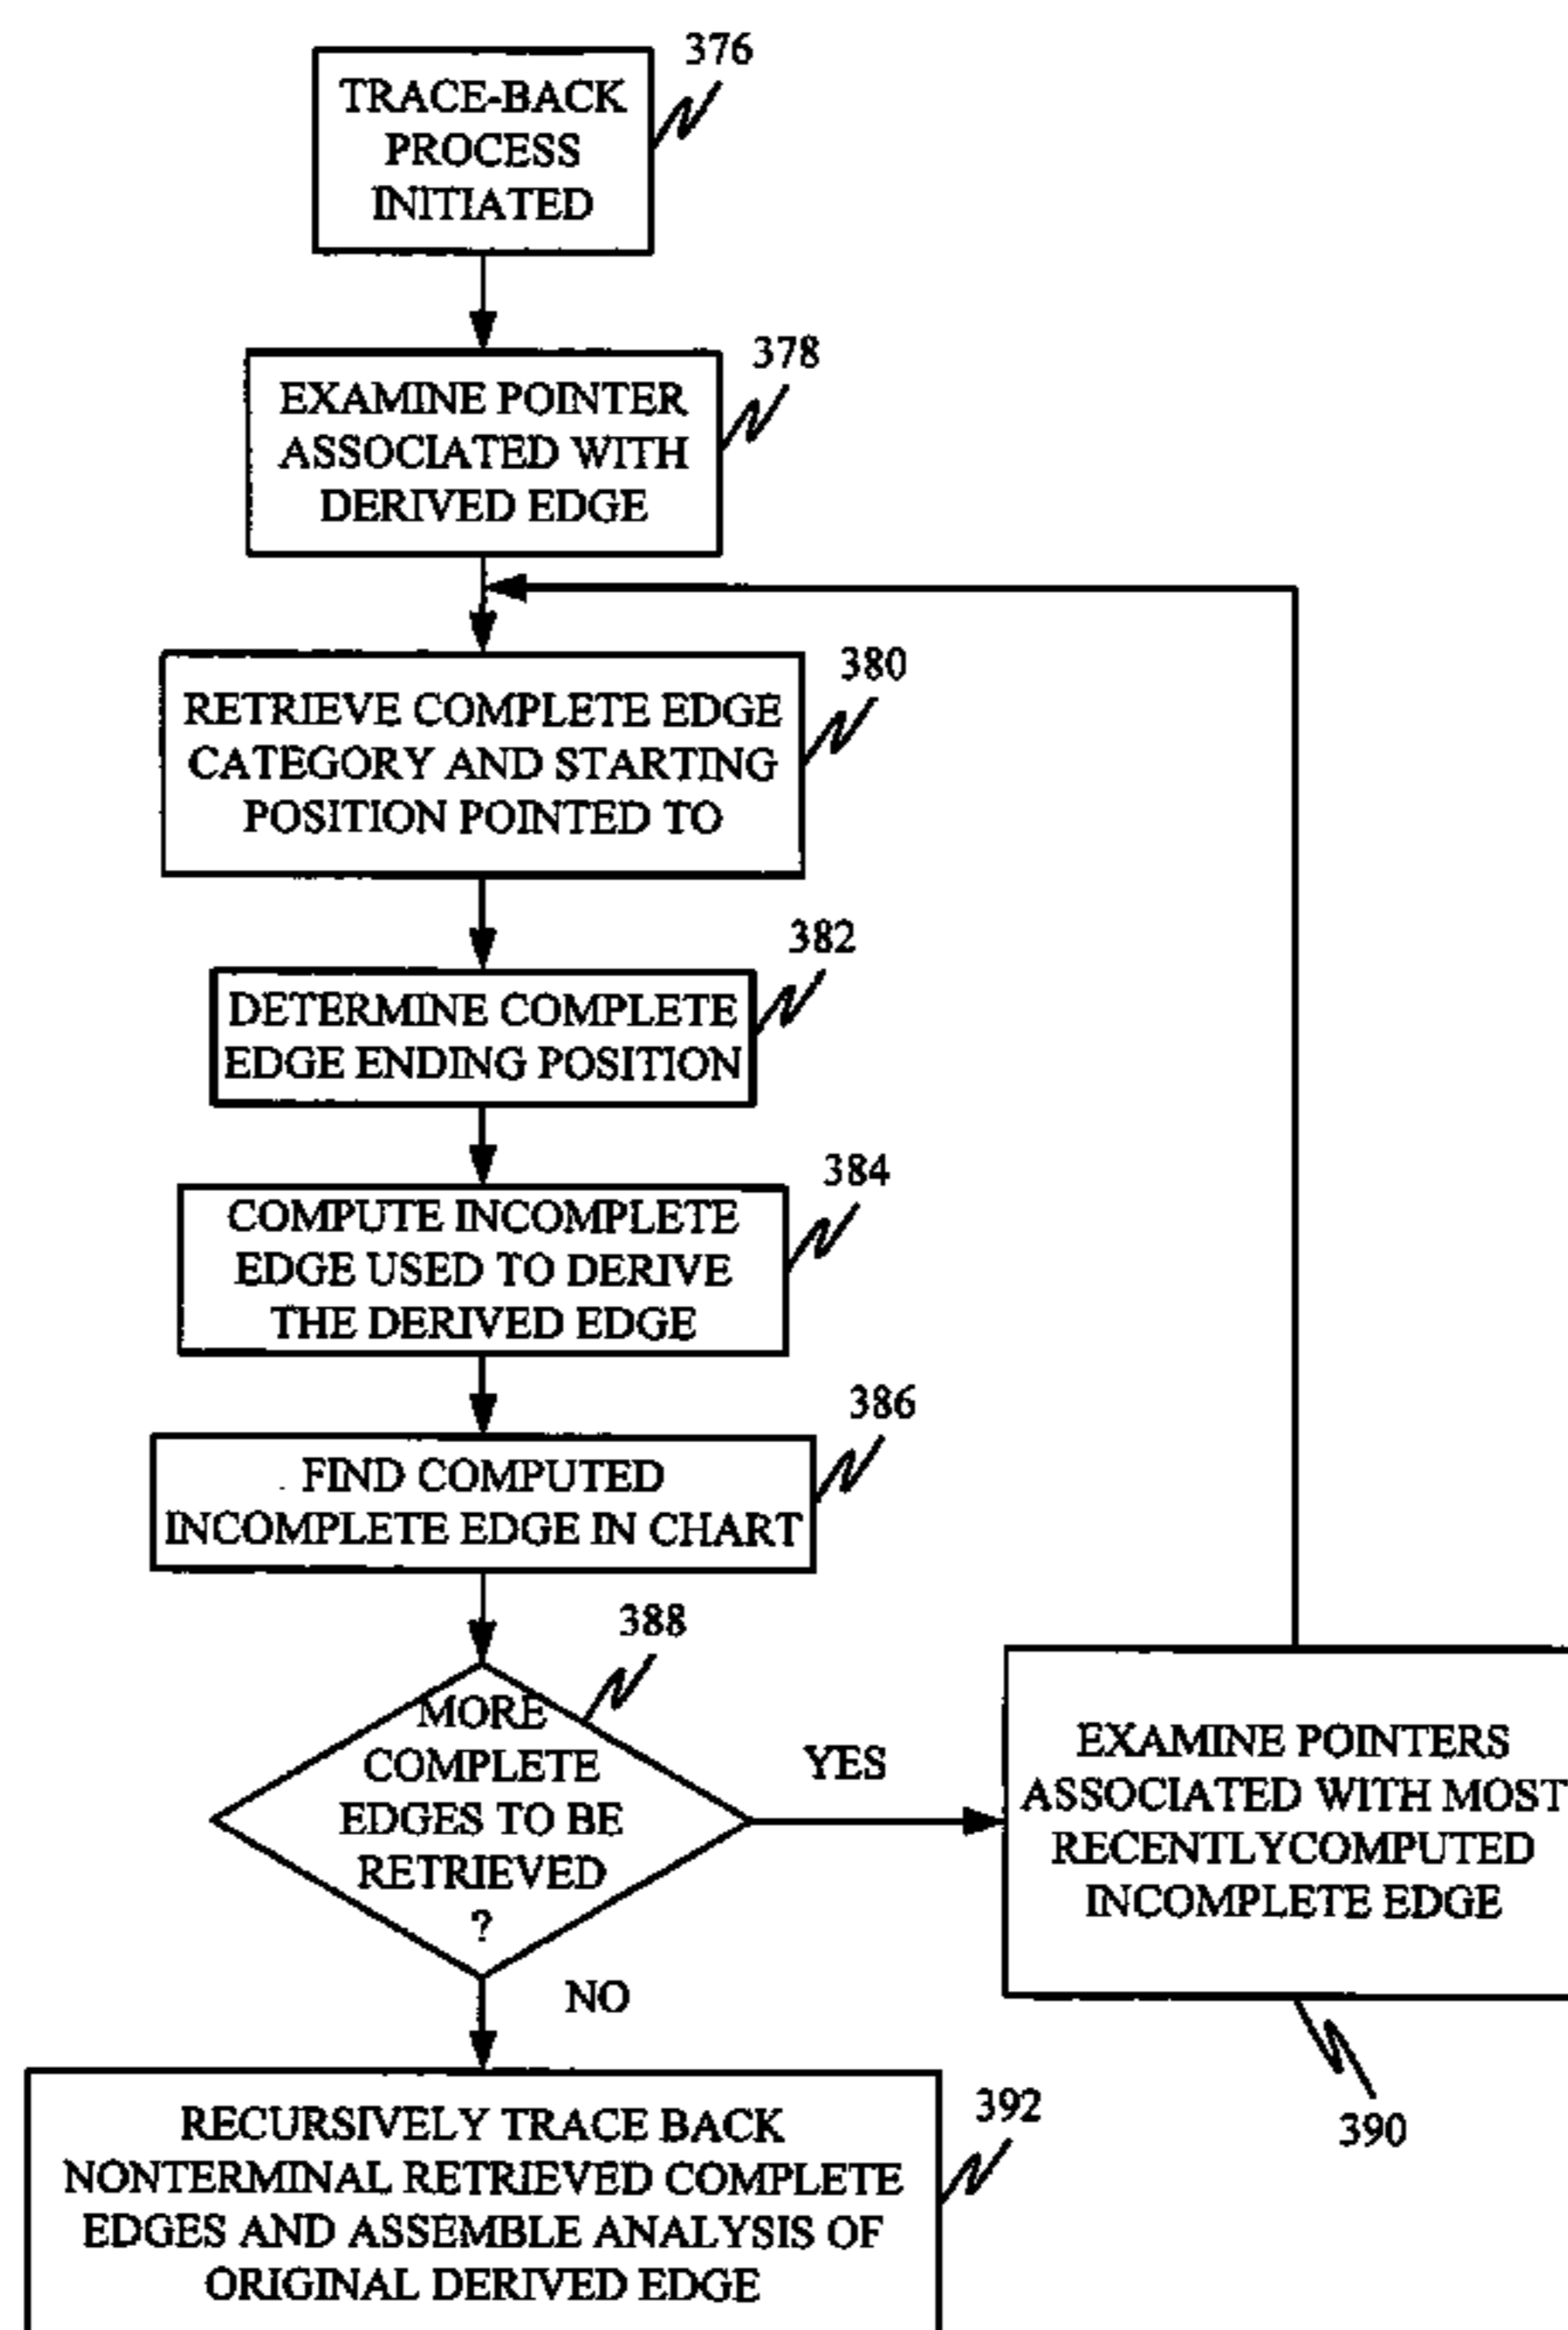 376
TRACE-BACK
PROCESS
INITIATED
378
EXAMINE POINTER
ASSOCIATED WITH
DERIVED EDGE
380
RETRIEVE COMPLETE EDGE
CATEGORY AND STARTING
POSITION POINTED TO
382
DETERMINE COMPLETE
EDGE ENDING POSITION
384
COMPUTE INCOMPLETE
EDGE USED TO DERIVE
THE DERIVED EDGE
386
FIND COMPUTED
INCOMPLETE EDGE IN CHART
388
MORE
COMPLETE
EDGES TO BE
RETRIEVED
?
YES
EXAMINE POINTERS
ASSOCIATED WITH MOST
RECENTLYCOMPUTED
INCOMPLETE EDGE
390
NO
392
RECURSIVELY TRACE BACK
NONTERMINAL RETRIEVED COMPLETE
EDGES AND ASSEMBLE ANALYSIS OF
ORIGINAL DERIVED EDGE